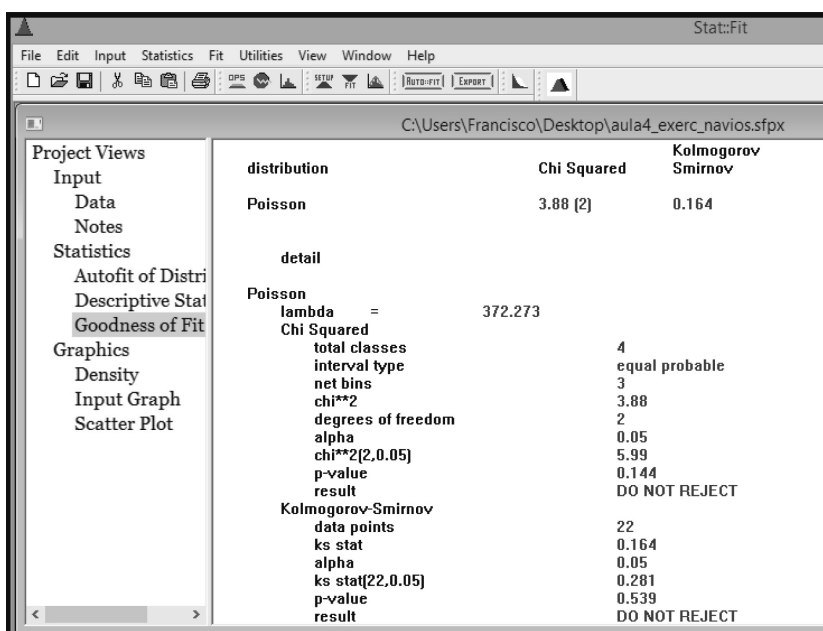 Stat::Fit
File Edit Input Statistics Fit Utilities View Window Help
OPS SETUP FIT AUTO::FIT EXPORT
C:\Users\Francisco\Desktop\aula4_exerc_navios.sfpx
Project Views
Input
Data
Notes
Statistics
Autofit of Distri
Descriptive Stat
Goodness of Fit
Graphics
Density
Input Graph
Scatter Plot
distribution Chi Squared Kolmogorov Smirnov
Poisson 3.88 (2) 0.164
detail
Poisson
lambda = 372.273
Chi Squared
total classes 4
interval type equal probable
net bins 3
chi**2 3.88
degrees of freedom 2
alpha 0.05
chi**2(2,0.05) 5.99
p-value 0.144
result DO NOT REJECT
Kolmogorov-Smirnov
data points 22
ks stat 0.164
alpha 0.05
ks stat(22,0.05) 0.281
p-value 0.539
result DO NOT REJECT